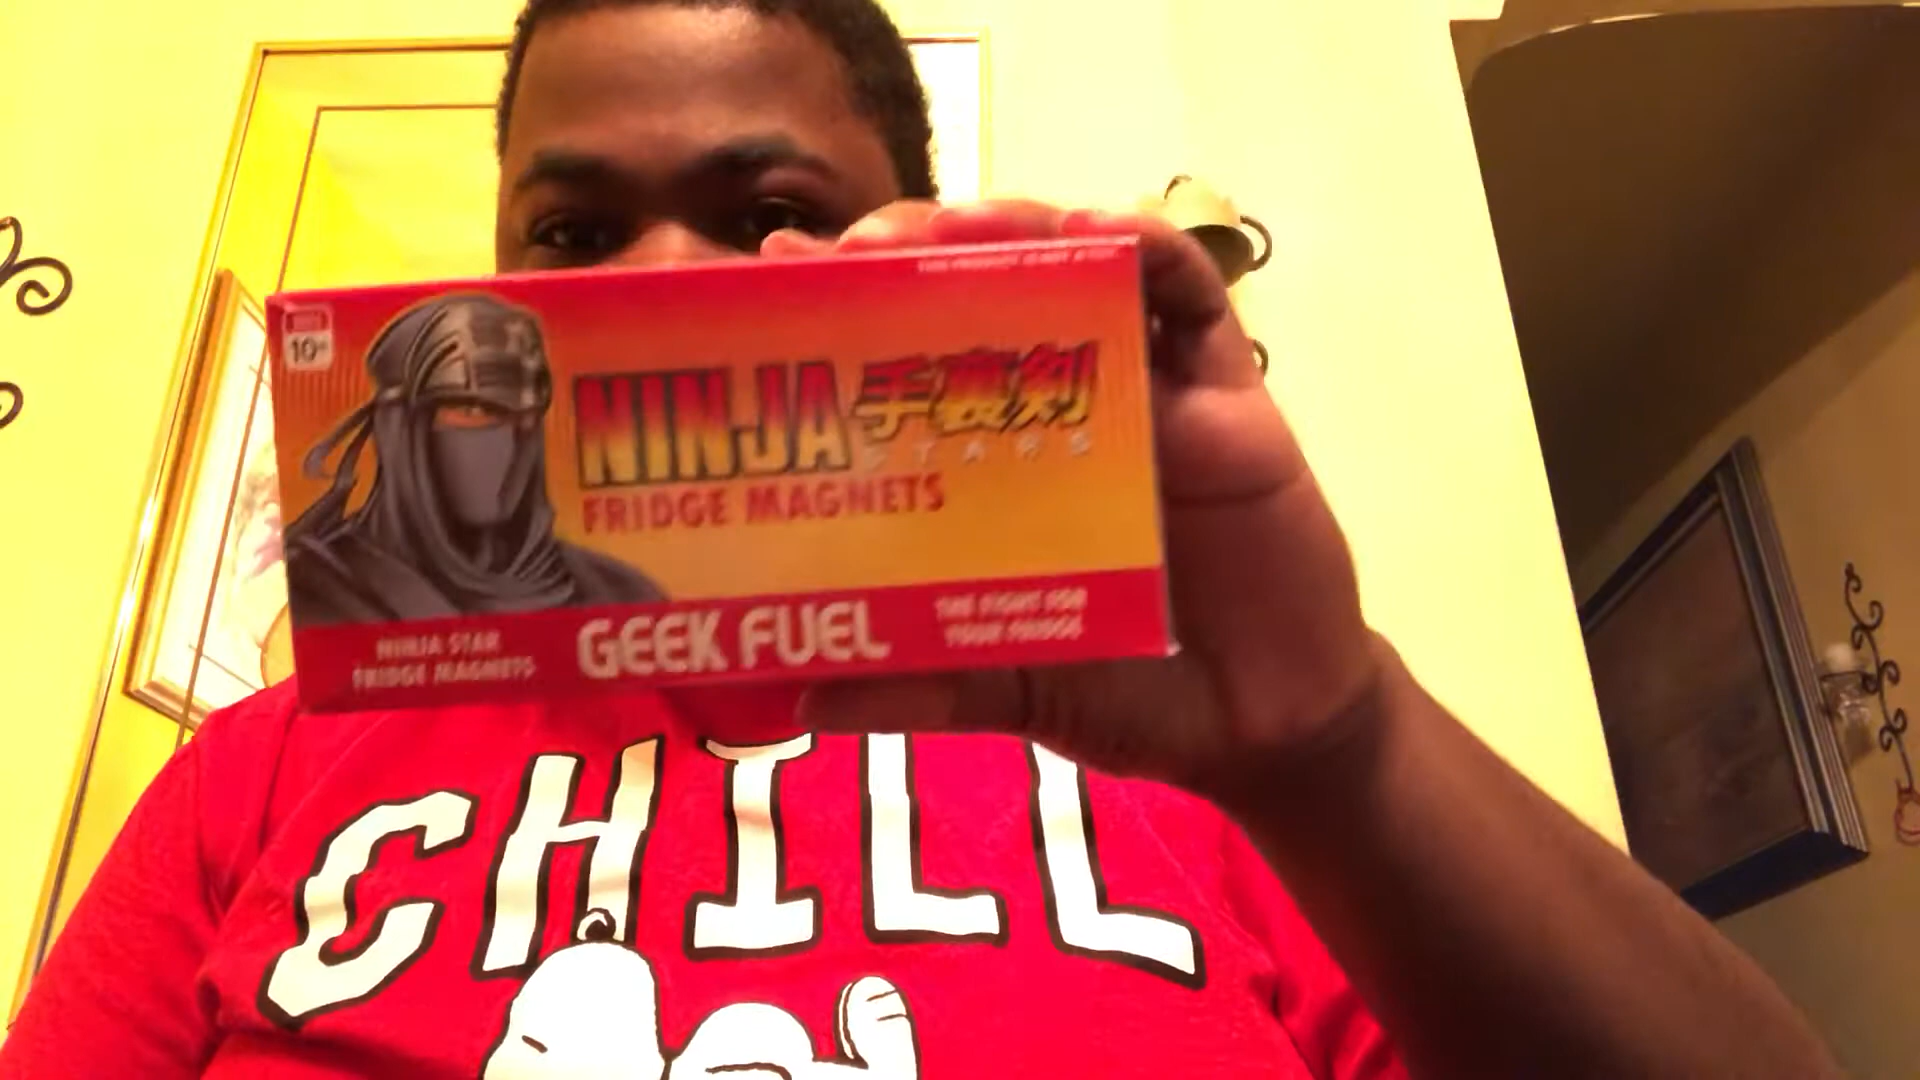 10+
NINJA 手裏剣
STARS
FRIDGE MAGNETS
NINJA STAR
FRIDGE MAGNETS
GEEK FUEL
THE FIGHT FOR
YOUR FRIDGE
CHILL